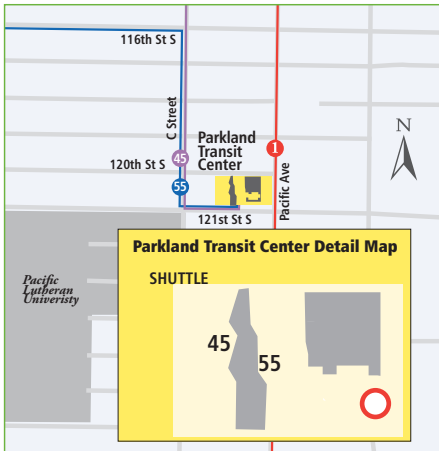 116th St S
C Street
Parkland
Transit
Center
1
45
N
120th St S
55
Pacific Ave
121st St S
Parkland Transit Center Detail Map
Pacific
Lutheran
Univeristy
SHUTTLE
45
55